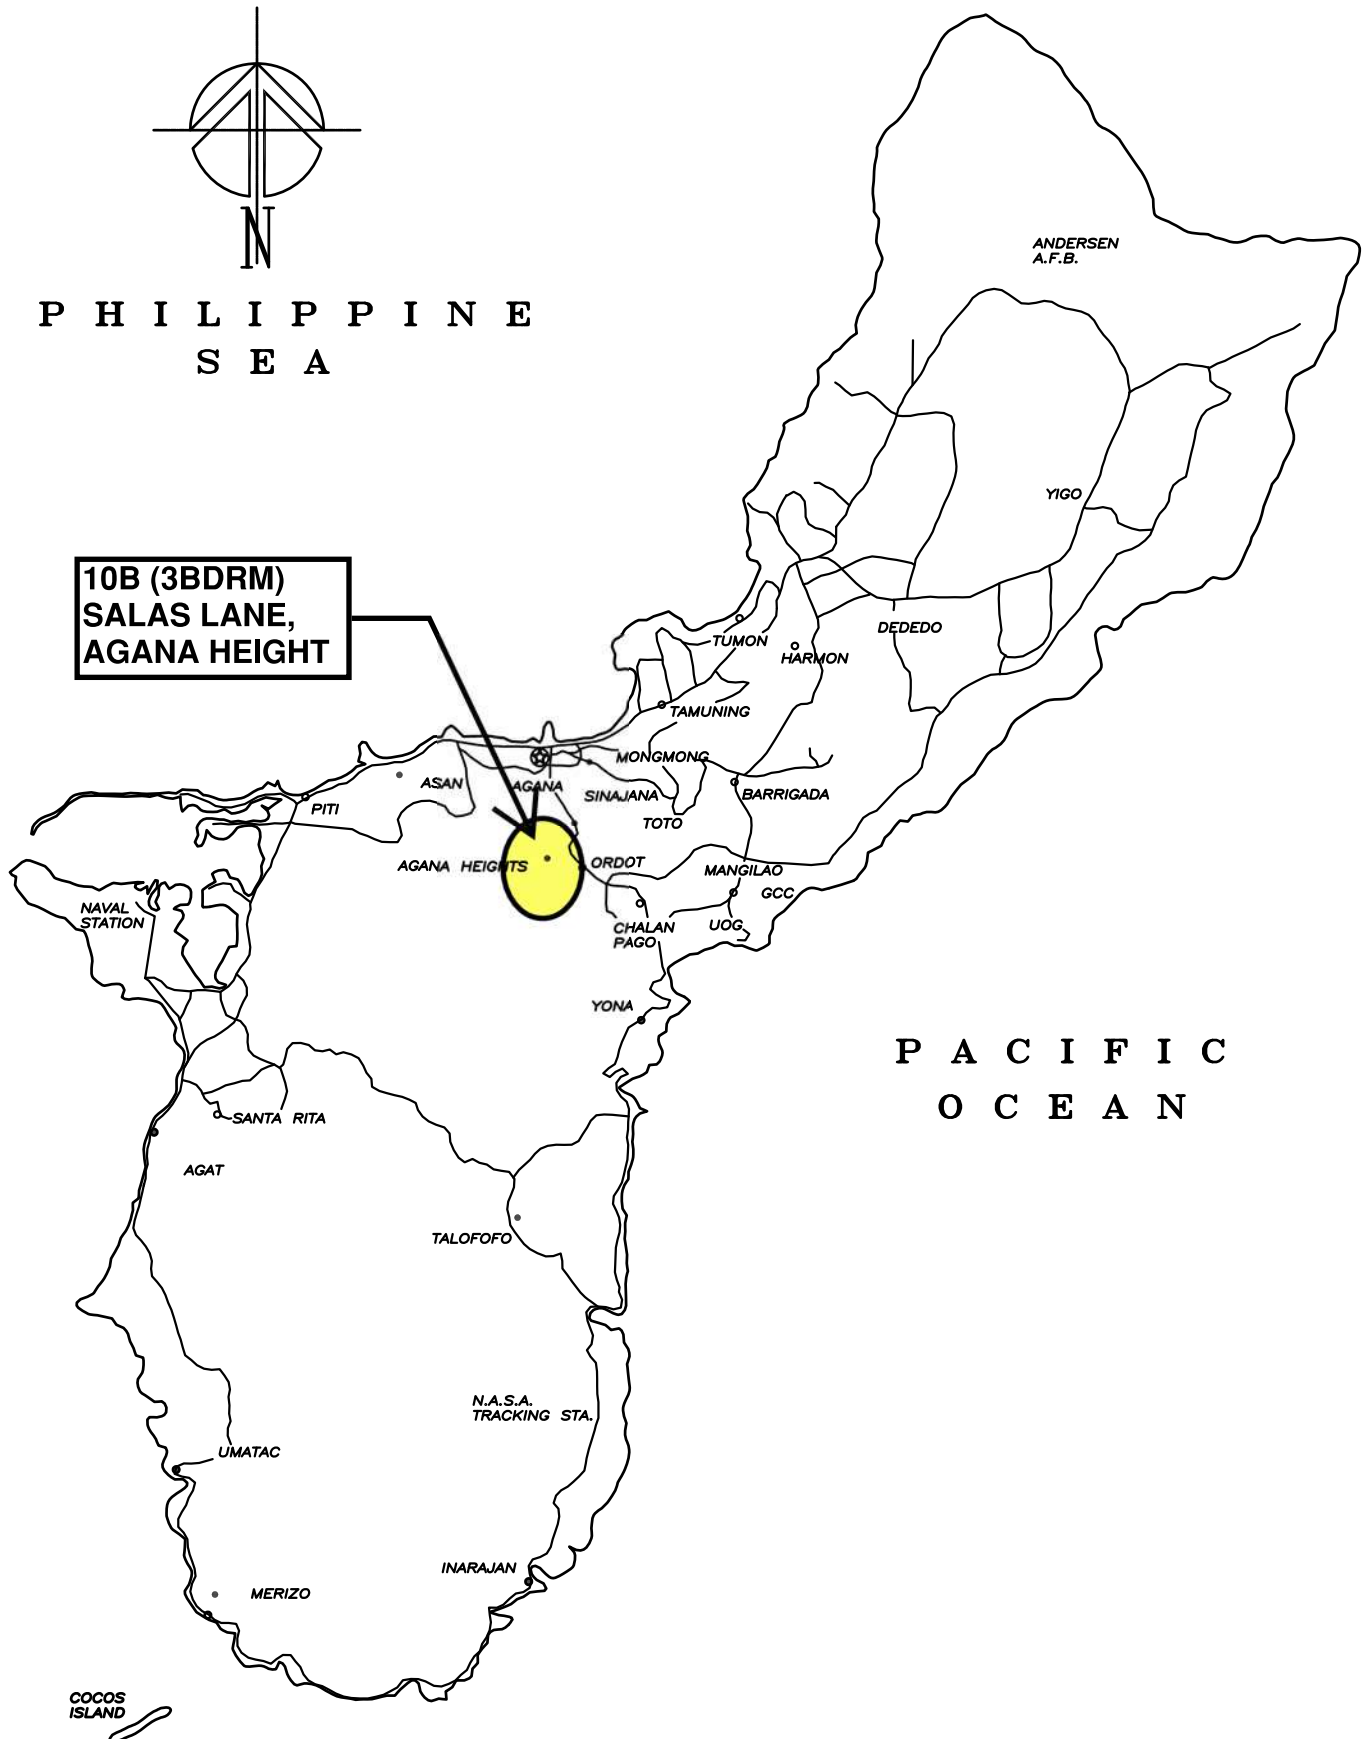 N
PHILIPPINE
SEA
ANDERSEN
A.F.B.
YIGO
10B (3BDRM)
SALAS LANE,
AGANA HEIGHT
DEDEDO
TUMON
HARMON
TAMUNING
MONGMONG
ASAN
AGANA
SINAJANA
BARRIGADA
PITI
TOTO
AGANA HEIGHTS
ORDOT
MANGILAO
GCC
NAVAL
STATION
CHALAN
PAGO
UOG
YONA
PACIFIC
OCEAN
SANTA RITA
AGAT
TALOFOFO
N.A.S.A.
TRACKING STA.
UMATAC
INARAJAN
MERIZO
COCOS
ISLAND